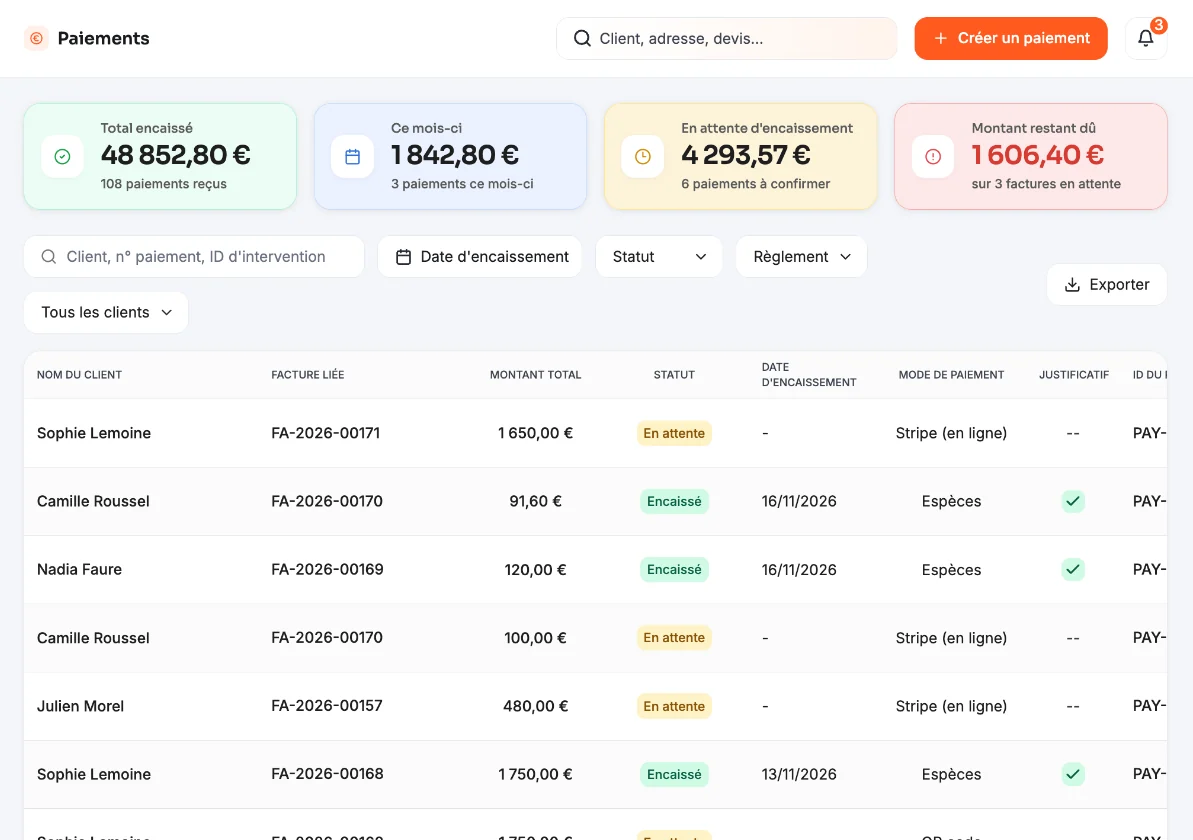 Paiements
Client, adresse, devis...
Créer un paiement
3
Total encaissé
48 852,80 €
108 paiements reçus
Ce mois-ci
1 842,80 €
3 paiements ce mois-ci
En attente d'encaissement
4 293,57 €
6 paiements à confirmer
Montant restant dû
1 606,40 €
sur 3 factures en attente
Client, n° paiement, ID d'intervention
Date d'encaissement
Statut
Règlement
Exporter
Tous les clients
NOM DU CLIENT FACTURE LIÉE MONTANT TOTAL STATUT DATE D'ENCAISSEMENT MODE DE PAIEMENT JUSTIFICATIF ID DU
Sophie Lemoine FA-2026-00171 1 650,00 € En attente - Stripe (en ligne) -- PAY-
Camille Roussel FA-2026-00170 91,60 € Encaissé 16/11/2026 Espèces PAY-
Nadia Faure FA-2026-00169 120,00 € Encaissé 16/11/2026 Espèces PAY-
Camille Roussel FA-2026-00170 100,00 € En attente - Stripe (en ligne) -- PAY-
Julien Morel FA-2026-00157 480,00 € En attente - Stripe (en ligne) -- PAY-
Sophie Lemoine FA-2026-00168 1 750,00 € Encaissé 13/11/2026 Espèces PAY-